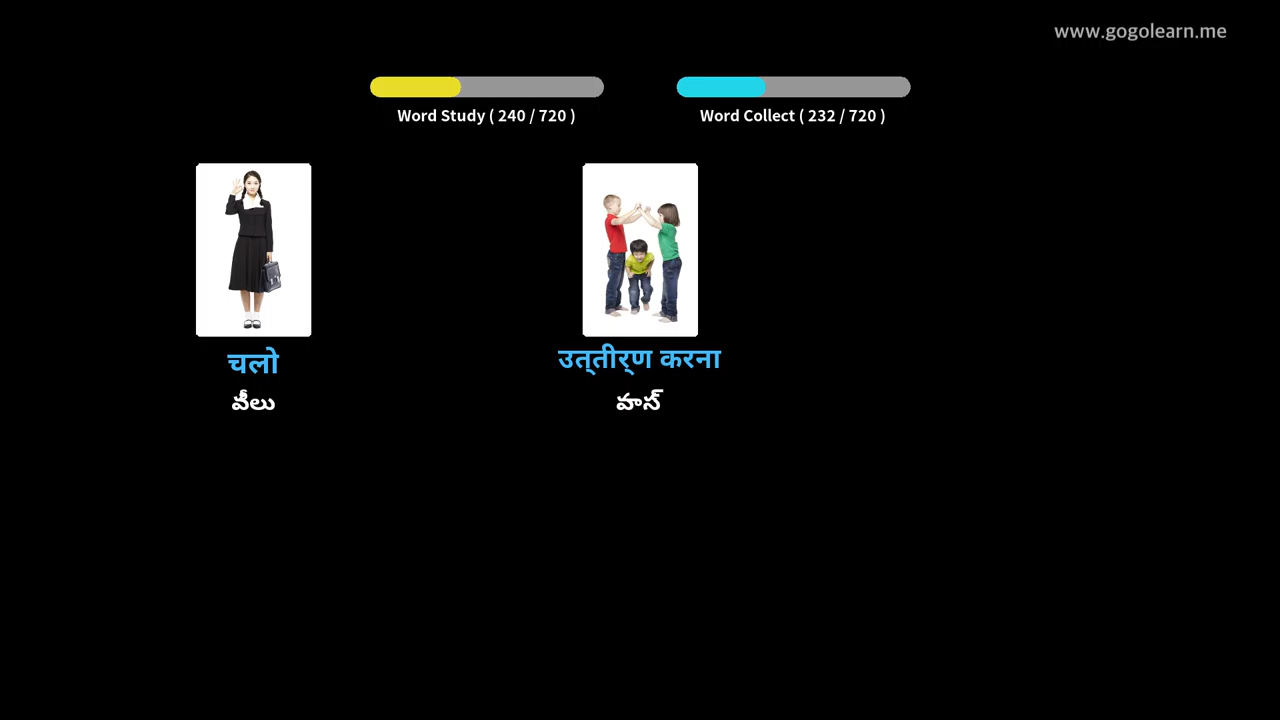 www.gogolearn.me
Word Study ( 240 / 720 )
Word Collect ( 232 / 720 )
चलो
उत्तीर्ण करना
వీలు
పాస్